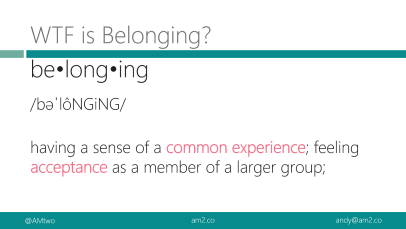 WTF is Belonging?
be•long•ing
/bəˈlôNGiNG/
having a sense of a common experience; feeling
acceptance as a member of a larger group;
@AMtwo am2.co andy@am2.co